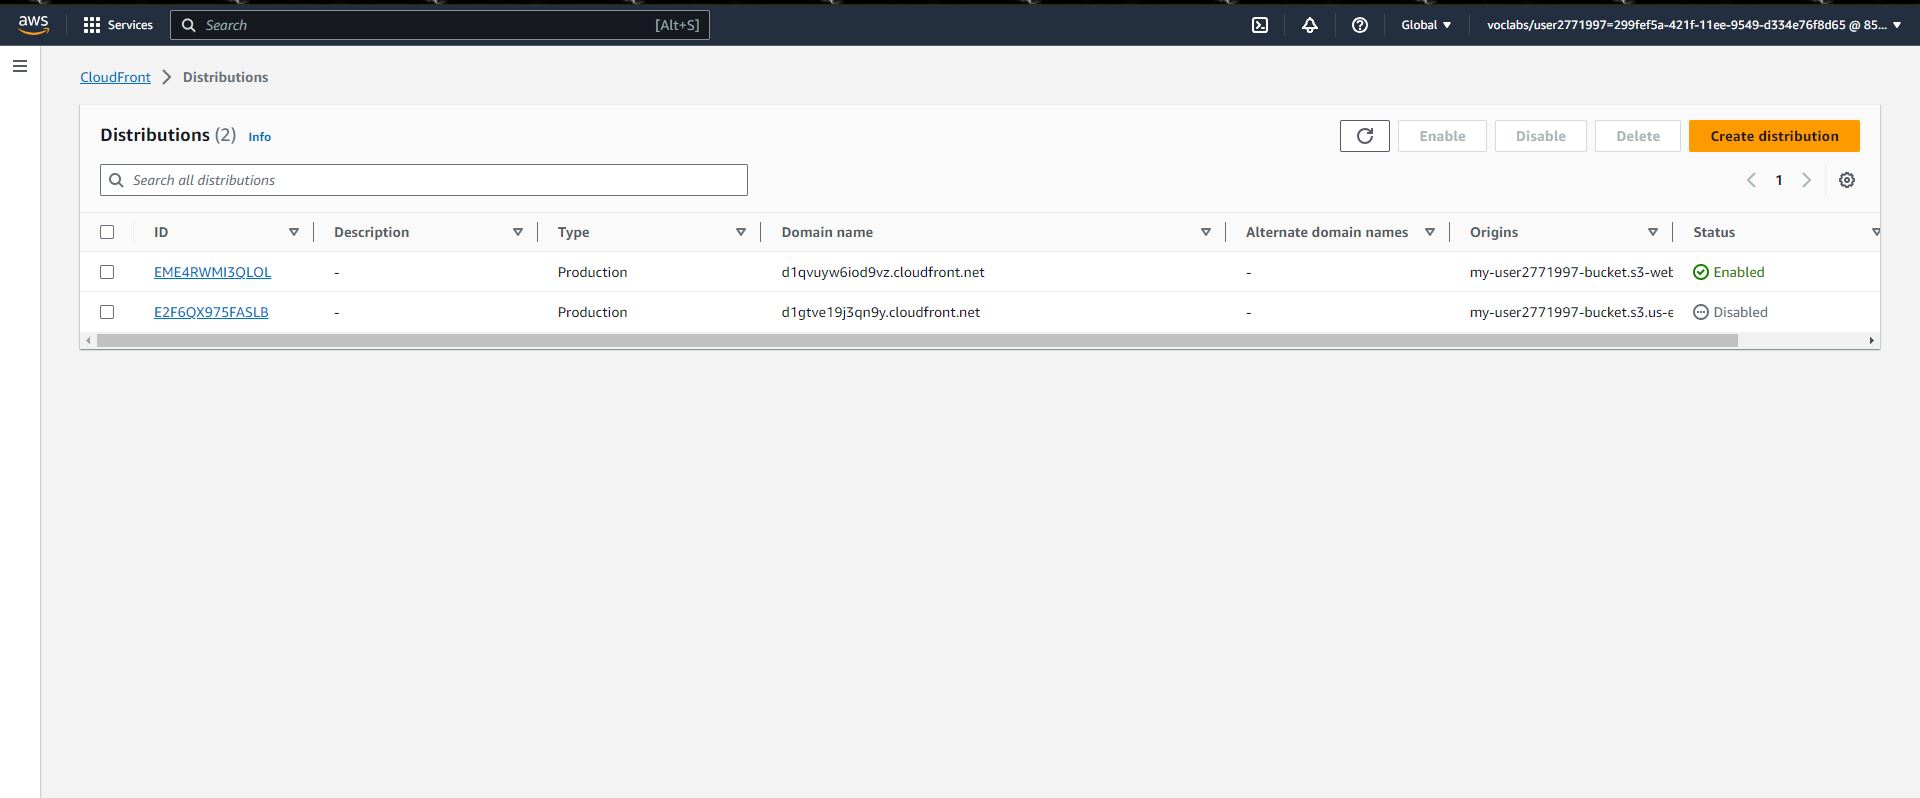 aws Services Search [Alt+S] Global voclabs/user2771997=299fef5a-421f-11ee-9549-d334e76f8d65 @ 85...
CloudFront Distributions
Distributions (2) Info Enable Disable Delete Create distribution
Search all distributions 1
ID Description Type Domain name Alternate domain names Origins Status
EME4RWMI3QLOL - Production d1qvuyw6iod9vz.cloudfront.net - my-user2771997-bucket.s3-web Enabled
E2F6QX975FASLB - Production d1gtve19j3qn9y.cloudfront.net - my-user2771997-bucket.s3.us-e Disabled